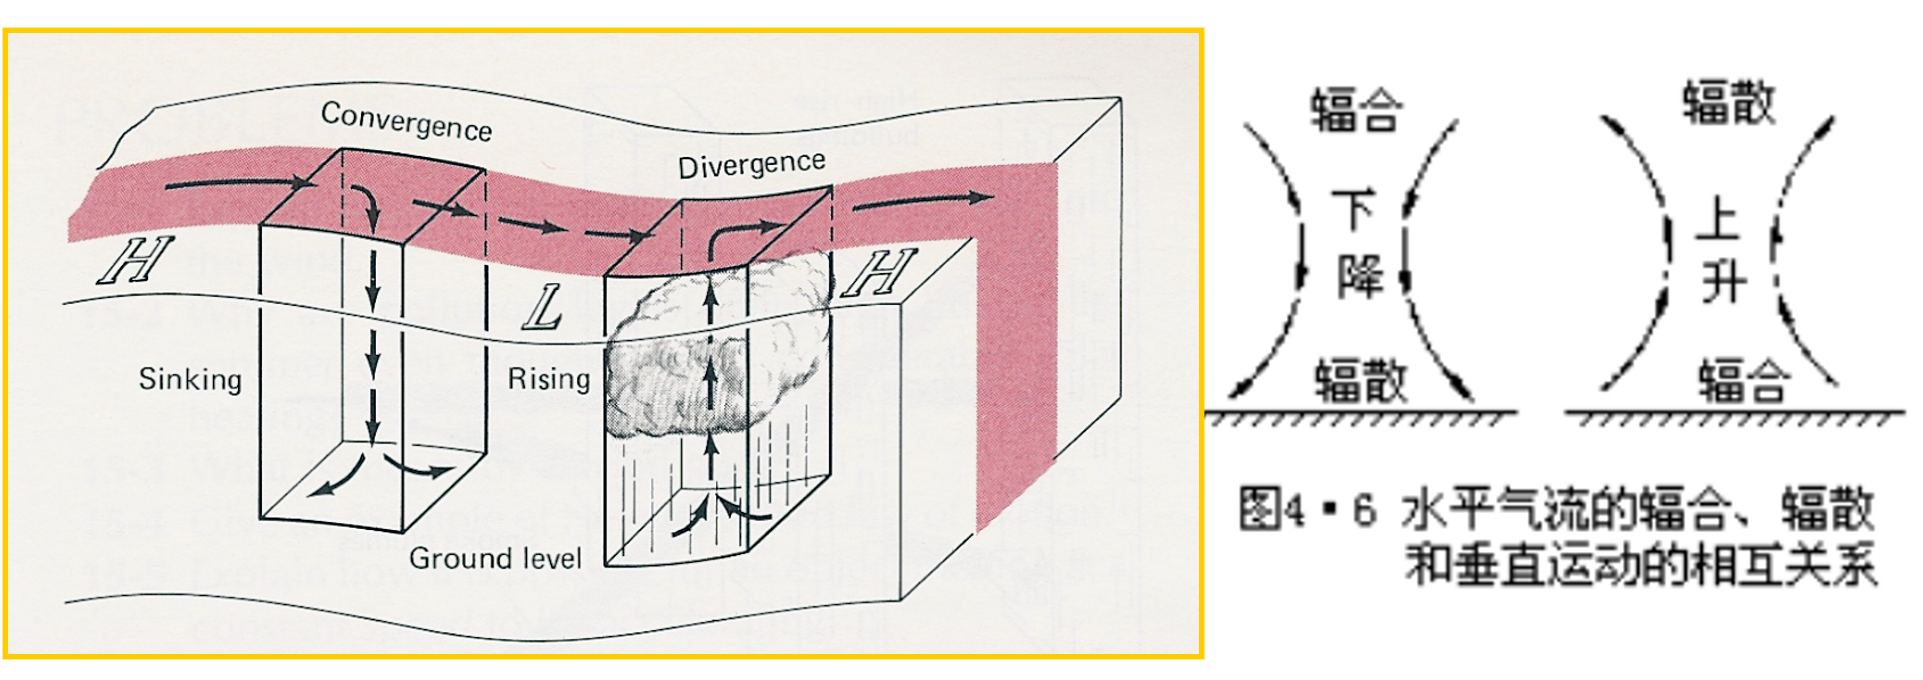 Convergence
Divergence
H
L
H
Sinking
Rising
Ground level
辐合
下
降
辐散
辐散
上
升
辐合
图4·6 水平气流的辐合、辐散
和垂直运动的相互关系